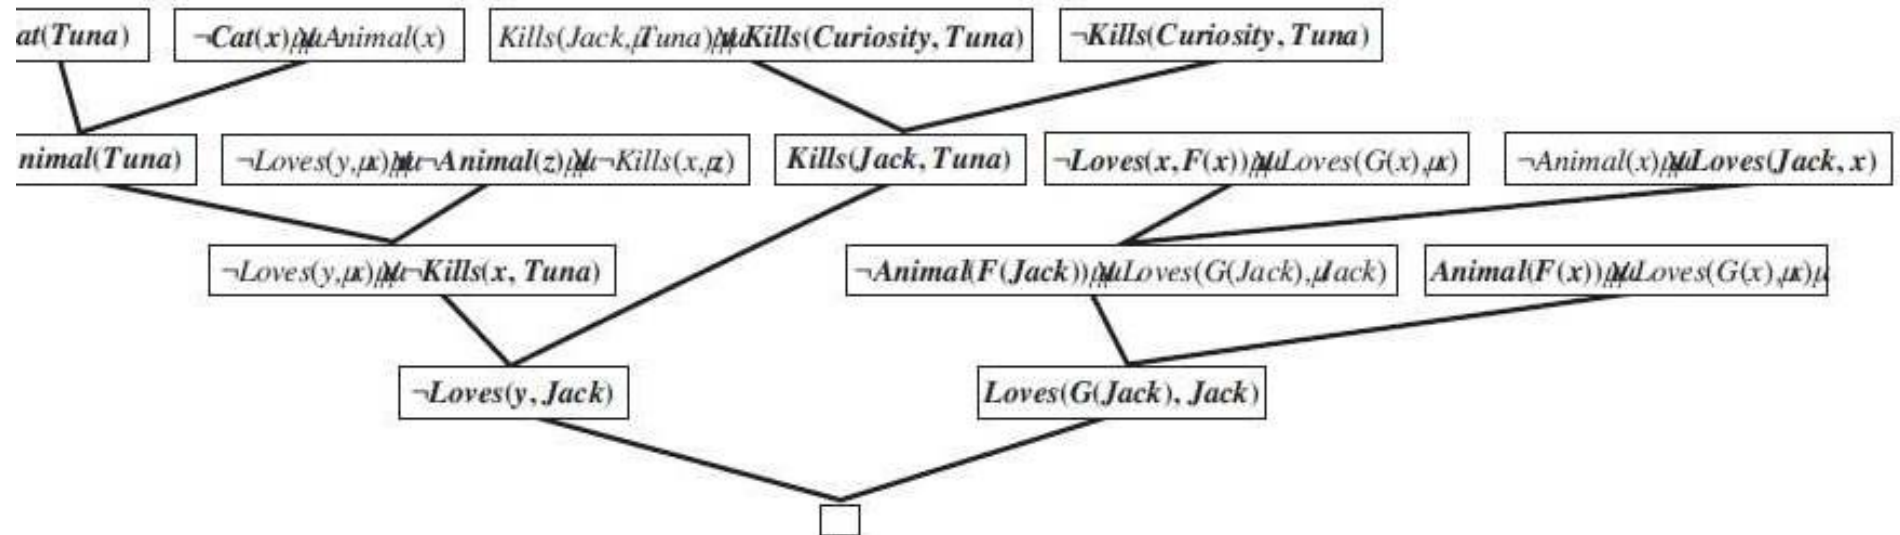 at(Tuna) ¬Cat(x) Animal(x) Kills(Jack, Tuna) Kills(Curiosity, Tuna) ¬Kills(Curiosity, Tuna)
nimal(Tuna) ¬Loves(y, x) ¬Animal(z) ¬Kills(x, z) Kills(Jack, Tuna) ¬Loves(x, F(x)) Loves(G(x), x) ¬Animal(x) Loves(Jack, x)
¬Loves(y, x) ¬Kills(x, Tuna) ¬Animal(F(Jack)) Loves(G(Jack), Jack) Animal(F(x)) Loves(G(x), x)
¬Loves(y, Jack) Loves(G(Jack), Jack)